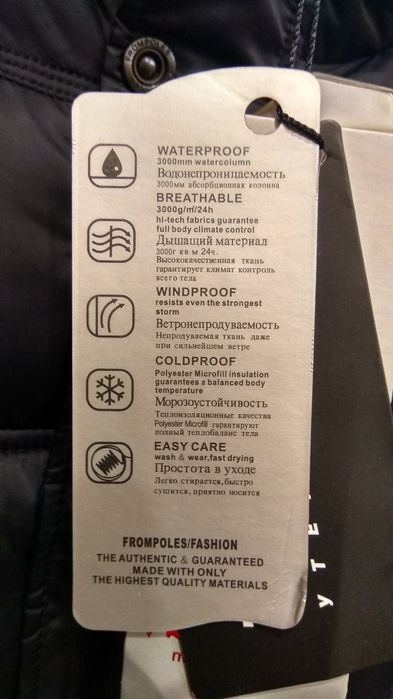 FROMPOLES
WATERPROOF
3000mm watercolumn
Водонепроницаемость
3000мм абсорбционная колонна
BREATHABLE
3000g/㎡/24h
hi-tech fabrics guarantee
full body climate control
Дышащий материал
3000г кв м 24ч.
Высококачественная ткань
гарантирует климат контроль
всего тела
WINDPROOF
resists even the strongest
storm
Ветронепродуваемость
Непродуваемая ткань даже
при сильнейшем ветре
COLDPROOF
Polyester Microfill insulation
guarantees a balanced body
temperature
Морозоустойчивость
Теплоизоляционные качества
Polyester Microfill гарантируют
полный теплобаланс тела
EASY CARE
wash & wear,fast drying
Простота в уходе
Легко стирается,быстро
сушится, приятно носится
FROMPOLES/FASHION
THE AUTHENTIC & GUARANTEED
MADE WITH ONLY
THE HIGHEST QUALITY MATERIALS